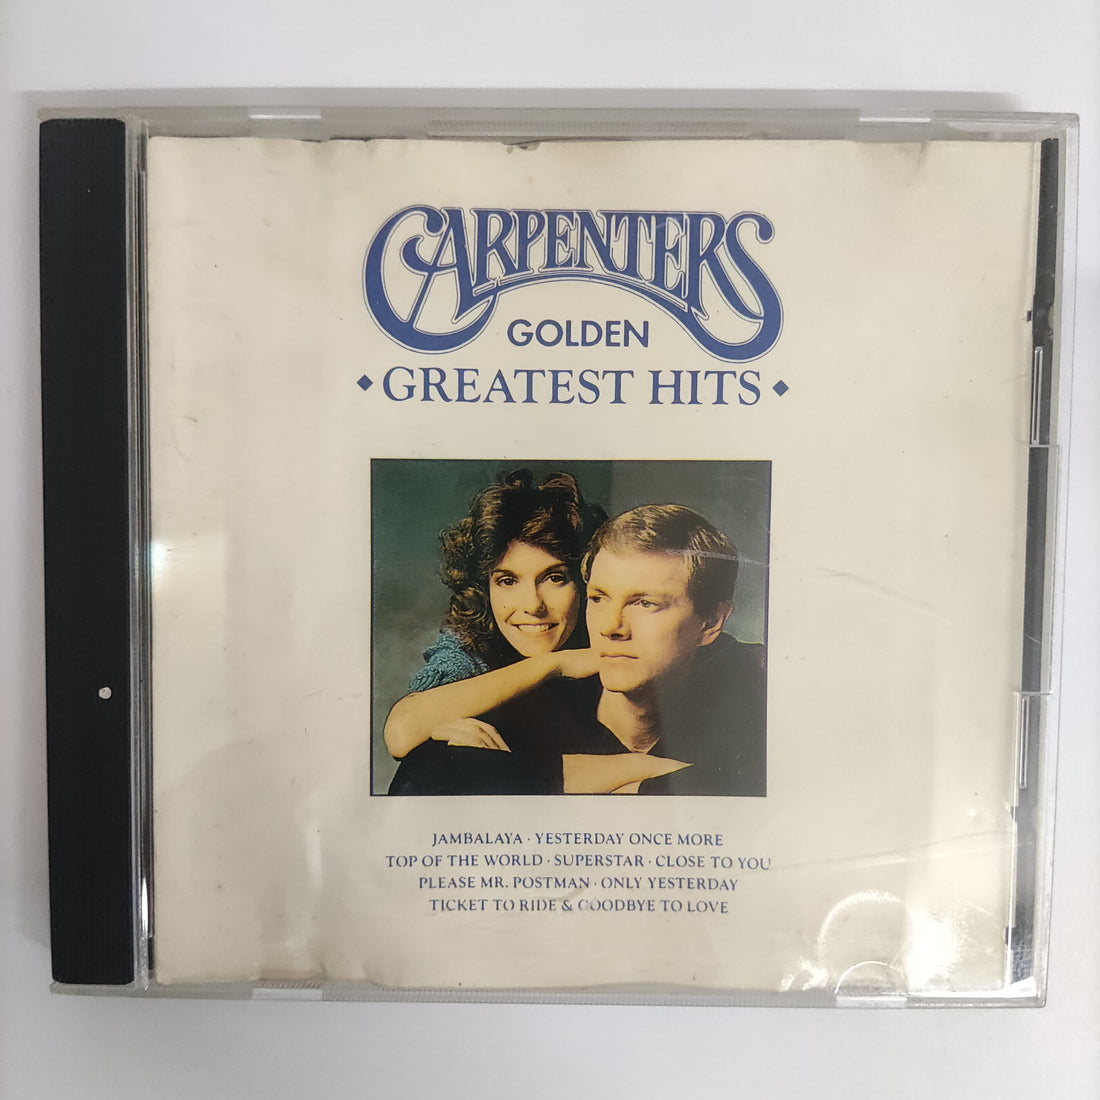 CARPENTERS
GOLDEN
◆ GREATEST HITS ◆
JAMBALAYA · YESTERDAY ONCE MORE
TOP OF THE WORLD · SUPERSTAR · CLOSE TO YOU
PLEASE MR. POSTMAN · ONLY YESTERDAY
TICKET TO RIDE & GOODBYE TO LOVE